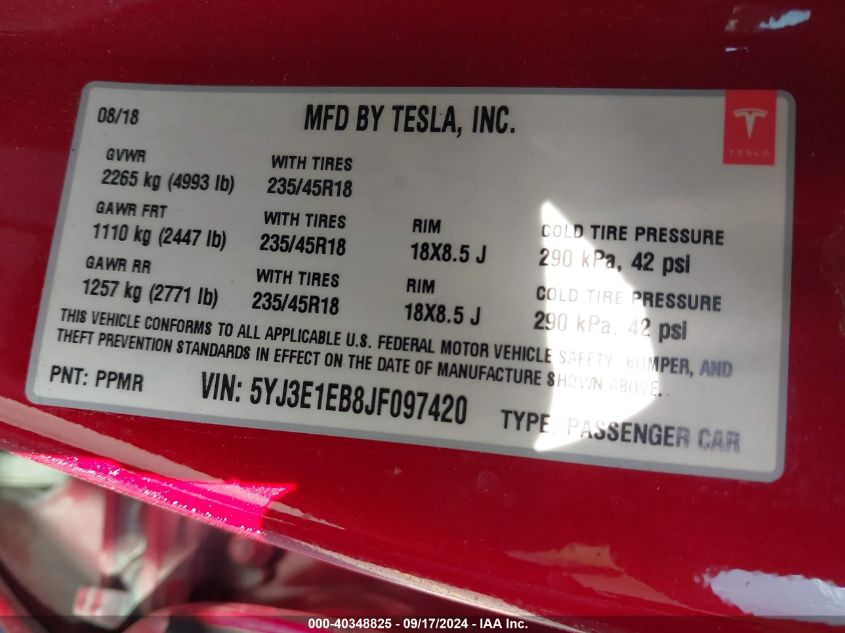 08/18
MFD BY TESLA, INC.
TESLA
GVWR
2265 kg (4993 lb)
WITH TIRES
235/45R18
GAWR FRT
1110 kg (2447 lb)
WITH TIRES
235/45R18
RIM
18X8.5 J
COLD TIRE PRESSURE
290 kPa, 42 psi
GAWR RR
1257 kg (2771 lb)
WITH TIRES
235/45R18
RIM
18X8.5 J
COLD TIRE PRESSURE
290 kPa, 42 psi
THIS VEHICLE CONFORMS TO ALL APPLICABLE U.S. FEDERAL MOTOR VEHICLE SAFETY, BUMPER, AND
THEFT PREVENTION STANDARDS IN EFFECT ON THE DATE OF MANUFACTURE SHOWN ABOVE.
PNT: PPMR
VIN: 5YJ3E1EB8JF097420
TYPE: PASSENGER CAR
000-40348825 - 09/17/2024 - IAA Inc.